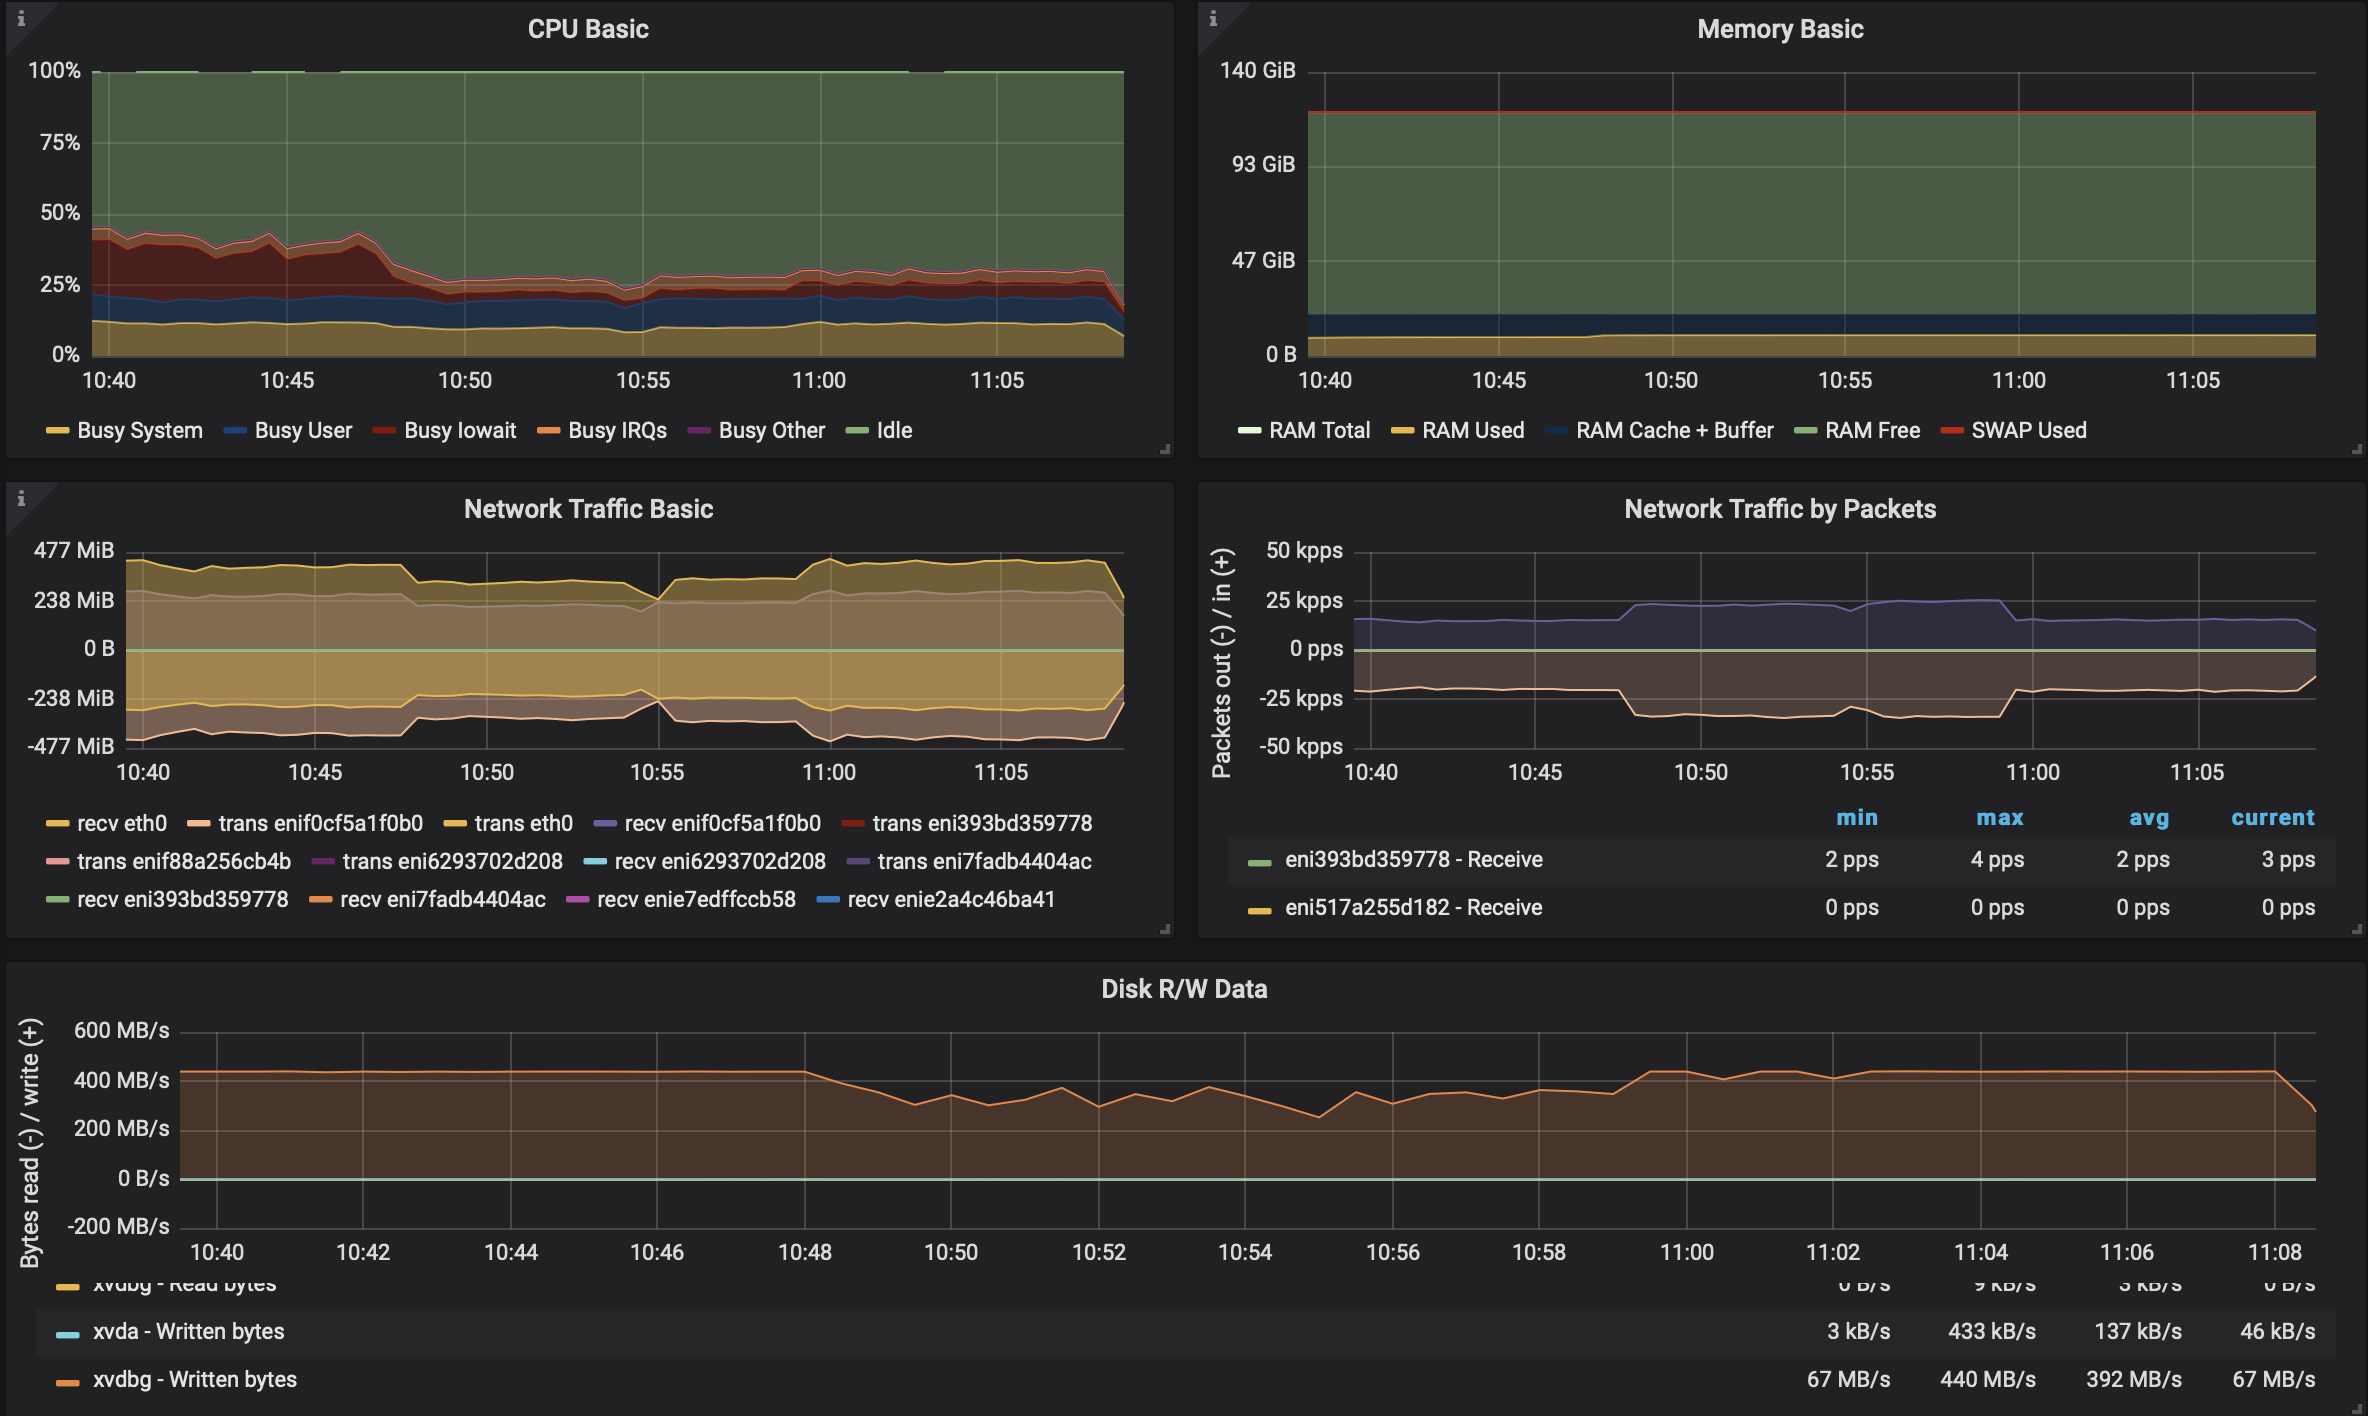 CPU Basic
100%
75%
50%
25%
0%
10:40 10:45 10:50 10:55 11:00 11:05
Busy System Busy User Busy Iowait Busy IRQs Busy Other Idle
Memory Basic
140 GiB
93 GiB
47 GiB
0 B
10:40 10:45 10:50 10:55 11:00 11:05
RAM Total RAM Used RAM Cache + Buffer RAM Free SWAP Used
Network Traffic Basic
477 MiB
238 MiB
0 B
-238 MiB
-477 MiB
10:40 10:45 10:50 10:55 11:00 11:05
recv eth0 trans enif0cf5a1f0b0 trans eth0 recv enif0cf5a1f0b0 trans eni393bd359778
trans enif88a256cb4b trans eni6293702d208 recv eni6293702d208 trans eni7fadb4404ac
recv eni393bd359778 recv eni7fadb4404ac recv enie7edffccb58 recv enie2a4c46ba41
Network Traffic by Packets
Packets out (-) / in (+)
50 kpps
25 kpps
0 pps
-25 kpps
-50 kpps
10:40 10:45 10:50 10:55 11:00 11:05
min max avg current
eni393bd359778 - Receive 2 pps 4 pps 2 pps 3 pps
eni517a255d182 - Receive 0 pps 0 pps 0 pps 0 pps
Disk R/W Data
Bytes read (-) / write (+)
600 MB/s
400 MB/s
200 MB/s
0 B/s
-200 MB/s
10:40 10:42 10:44 10:46 10:48 10:50 10:52 10:54 10:56 10:58 11:00 11:02 11:04 11:06 11:08
xvdbg - Read bytes 0 B/s 9 kB/s 3 kB/s 0 B/s
xvda - Written bytes 3 kB/s 433 kB/s 137 kB/s 46 kB/s
xvdbg - Written bytes 67 MB/s 440 MB/s 392 MB/s 67 MB/s